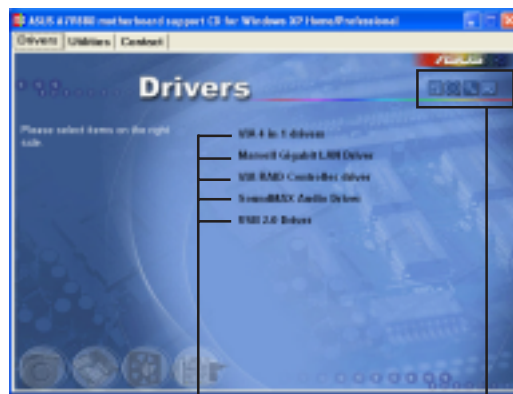 ASUS A7V880 motherboard support CD for Windows XP Home/Professional
Drivers Utilities Contact
Drivers
Please select items on the right
side.
VIA 4 in 1 drivers
Marvell Gigabit LAN Driver
VIA RAID Controller driver
SoundMAX Audio Driver
USB 2.0 Driver